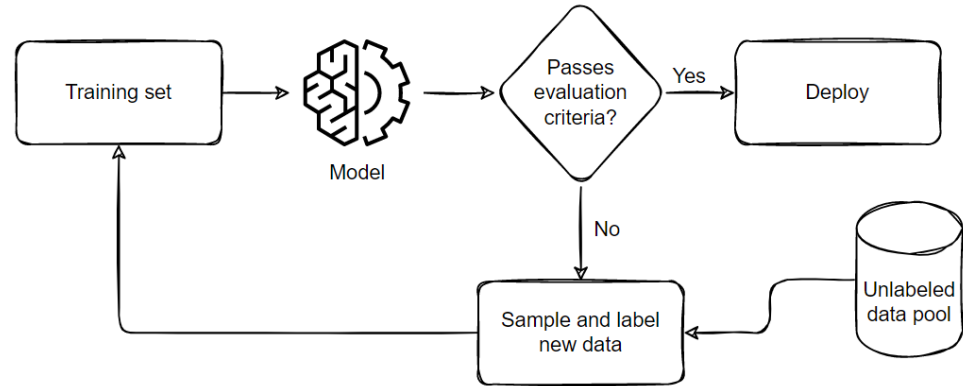 Training set
Model
Passes
evaluation
criteria?
Yes
Deploy
No
Sample and label
new data
Unlabeled
data pool